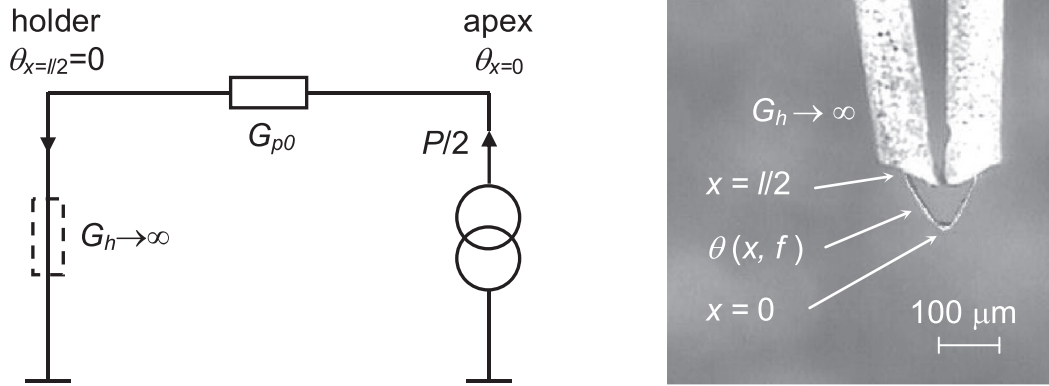 holder
θx=l/2=0
apex
θx=0
Gp0
P/2
Gh→∞
Gh → ∞
x = l/2
θ (x, f )
x = 0
100 μm